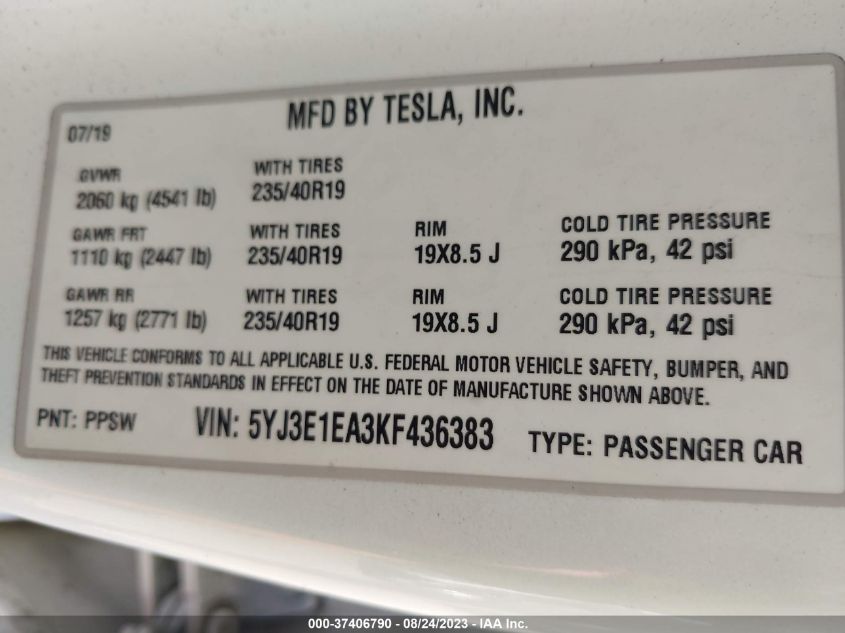 MFD BY TESLA, INC.
07/19
GVWR WITH TIRES
2060 kg (4541 lb) 235/40R19
GAWR FRT WITH TIRES RIM COLD TIRE PRESSURE
1110 kg (2447 lb) 235/40R19 19X8.5 J 290 kPa, 42 psi
GAWR RR WITH TIRES RIM COLD TIRE PRESSURE
1257 kg (2771 lb) 235/40R19 19X8.5 J 290 kPa, 42 psi
THIS VEHICLE CONFORMS TO ALL APPLICABLE U.S. FEDERAL MOTOR VEHICLE SAFETY, BUMPER, AND
THEFT PREVENTION STANDARDS IN EFFECT ON THE DATE OF MANUFACTURE SHOWN ABOVE.
PNT: PPSW VIN: 5YJ3E1EA3KF436383 TYPE: PASSENGER CAR
000-37406790 - 08/24/2023 - IAA Inc.